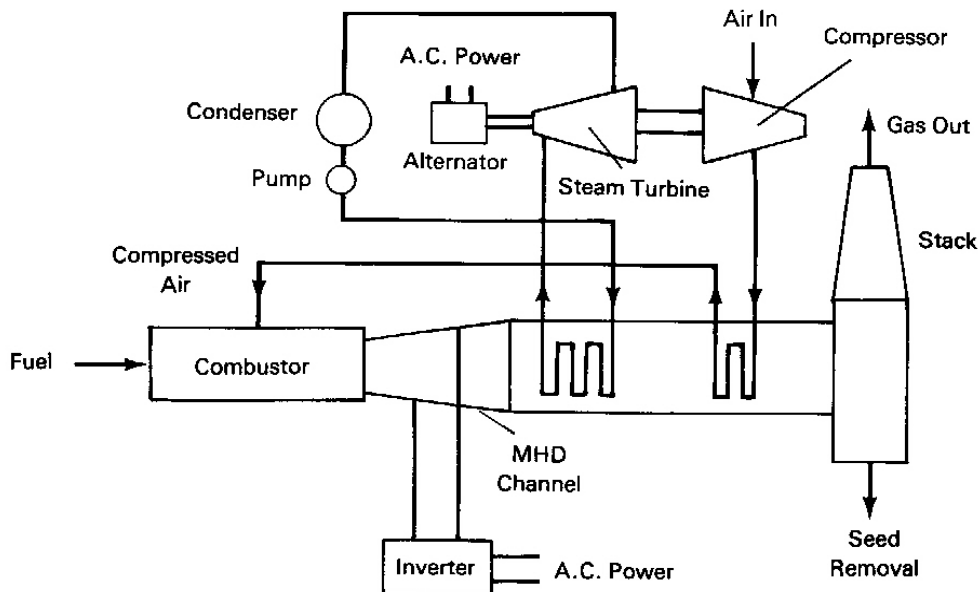 Air In
Compressor
A.C. Power
Condenser
Gas Out
Alternator
Pump
Steam Turbine
Stack
Compressed
Air
Fuel
Combustor
MHD
Channel
Seed
Removal
Inverter
A.C. Power